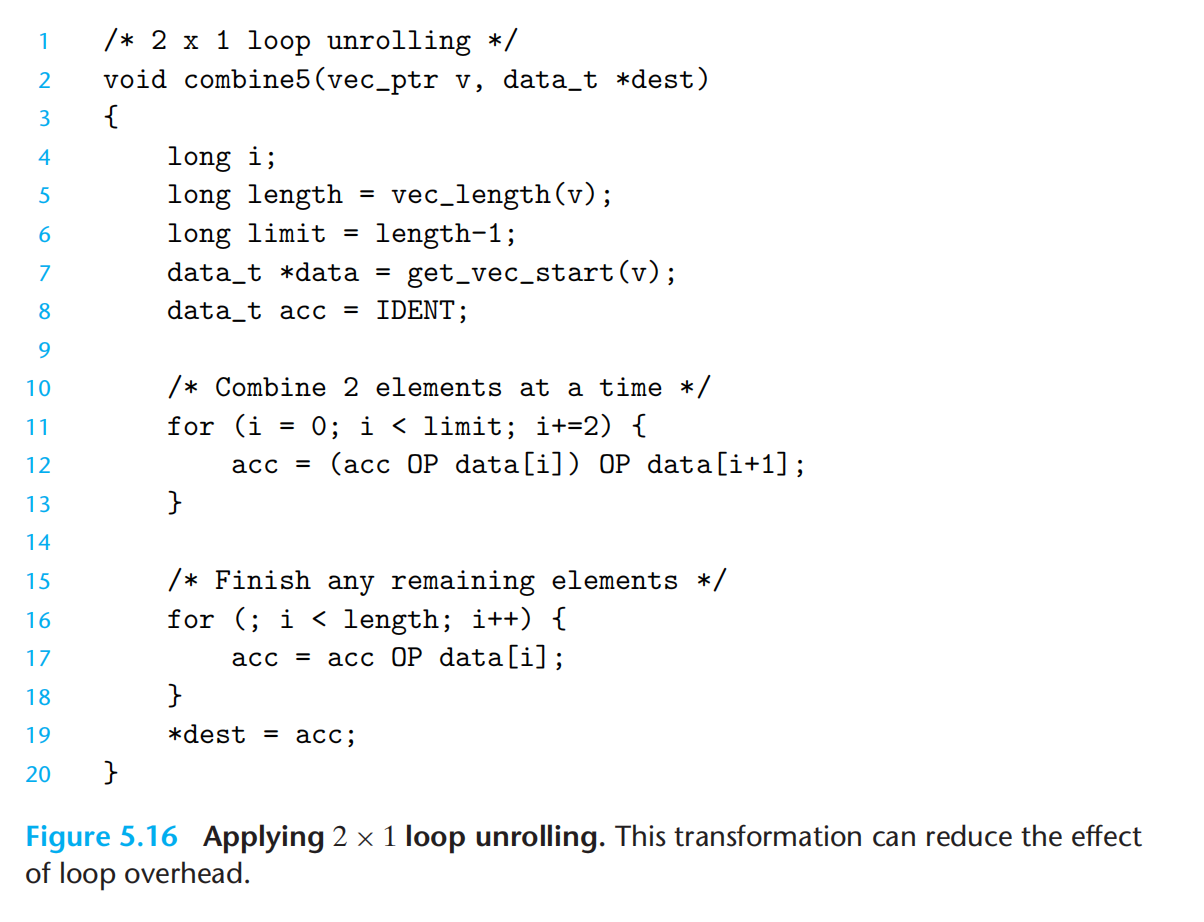 1 /* 2 x 1 loop unrolling */
2 void combine5(vec_ptr v, data_t *dest)
3 {
4     long i;
5     long length = vec_length(v);
6     long limit = length-1;
7     data_t *data = get_vec_start(v);
8     data_t acc = IDENT;
9
10     /* Combine 2 elements at a time */
11     for (i = 0; i < limit; i+=2) {
12         acc = (acc OP data[i]) OP data[i+1];
13     }
14
15     /* Finish any remaining elements */
16     for (; i < length; i++) {
17         acc = acc OP data[i];
18     }
19     *dest = acc;
20 }
Figure 5.16 Applying 2 × 1 loop unrolling. This transformation can reduce the effect
of loop overhead.